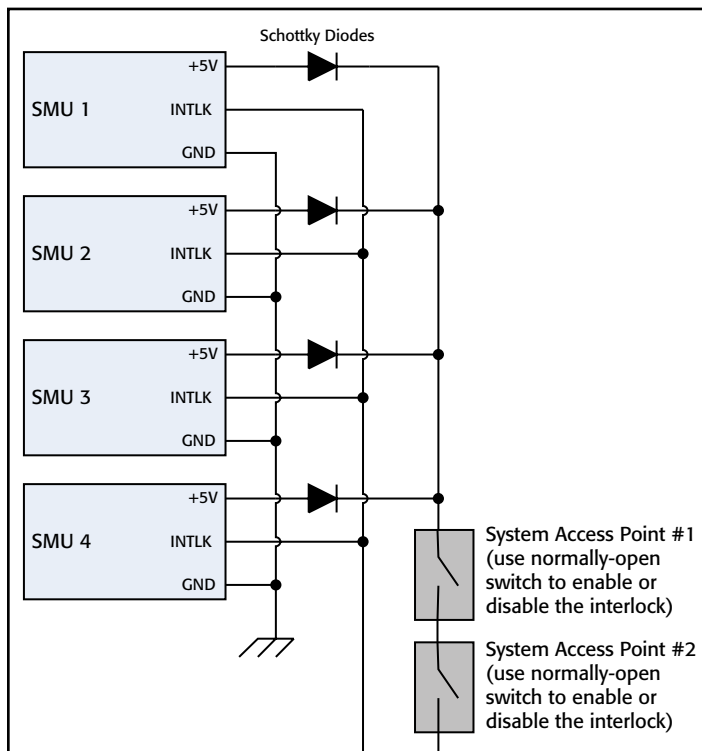 Schottky Diodes
+5V
SMU 1
INTLK
GND
+5V
SMU 2
INTLK
GND
+5V
SMU 3
INTLK
GND
+5V
SMU 4
INTLK
GND
System Access Point #1
(use normally-open
switch to enable or
disable the interlock)
System Access Point #2
(use normally-open
switch to enable or
disable the interlock)